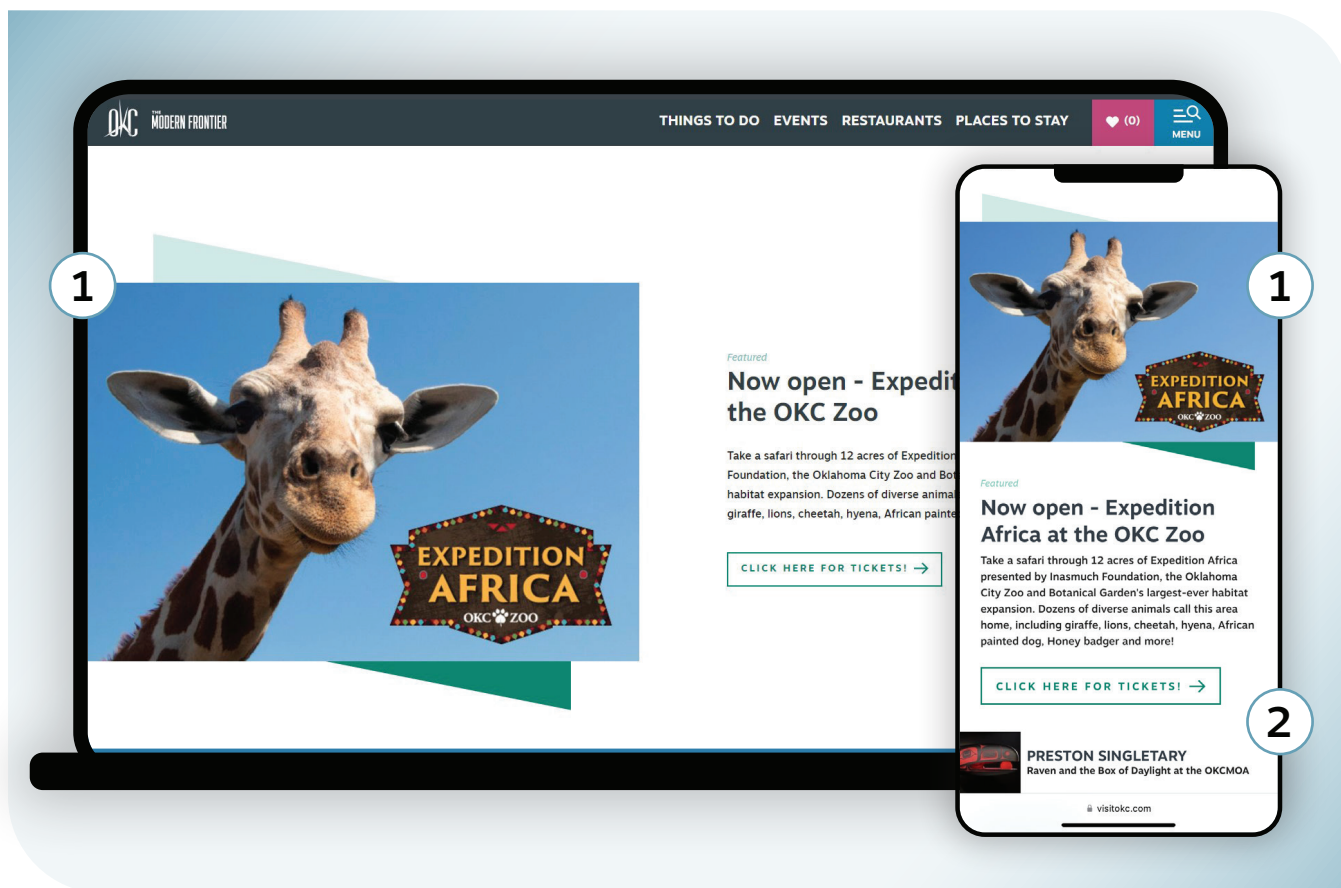 OKC THE MODERN FRONTIER
THINGS TO DO EVENTS RESTAURANTS PLACES TO STAY (0) MENU
1
EXPEDITION
AFRICA
OKC ZOO
Featured
Now open - Expedit
the OKC Zoo
Take a safari through 12 acres of Expedition
Foundation, the Oklahoma City Zoo and Bot
habitat expansion. Dozens of diverse anima
giraffe, lions, cheetah, hyena, African painte
CLICK HERE FOR TICKETS! →
1
EXPEDITION
AFRICA
OKC ZOO
Featured
Now open - Expedition
Africa at the OKC Zoo
Take a safari through 12 acres of Expedition Africa
presented by Inasmuch Foundation, the Oklahoma
City Zoo and Botanical Garden's largest-ever habitat
expansion. Dozens of diverse animals call this area
home, including giraffe, lions, cheetah, hyena, African
painted dog, Honey badger and more!
CLICK HERE FOR TICKETS! →
2
PRESTON SINGLETARY
Raven and the Box of Daylight at the OKCMOA
visitokc.com